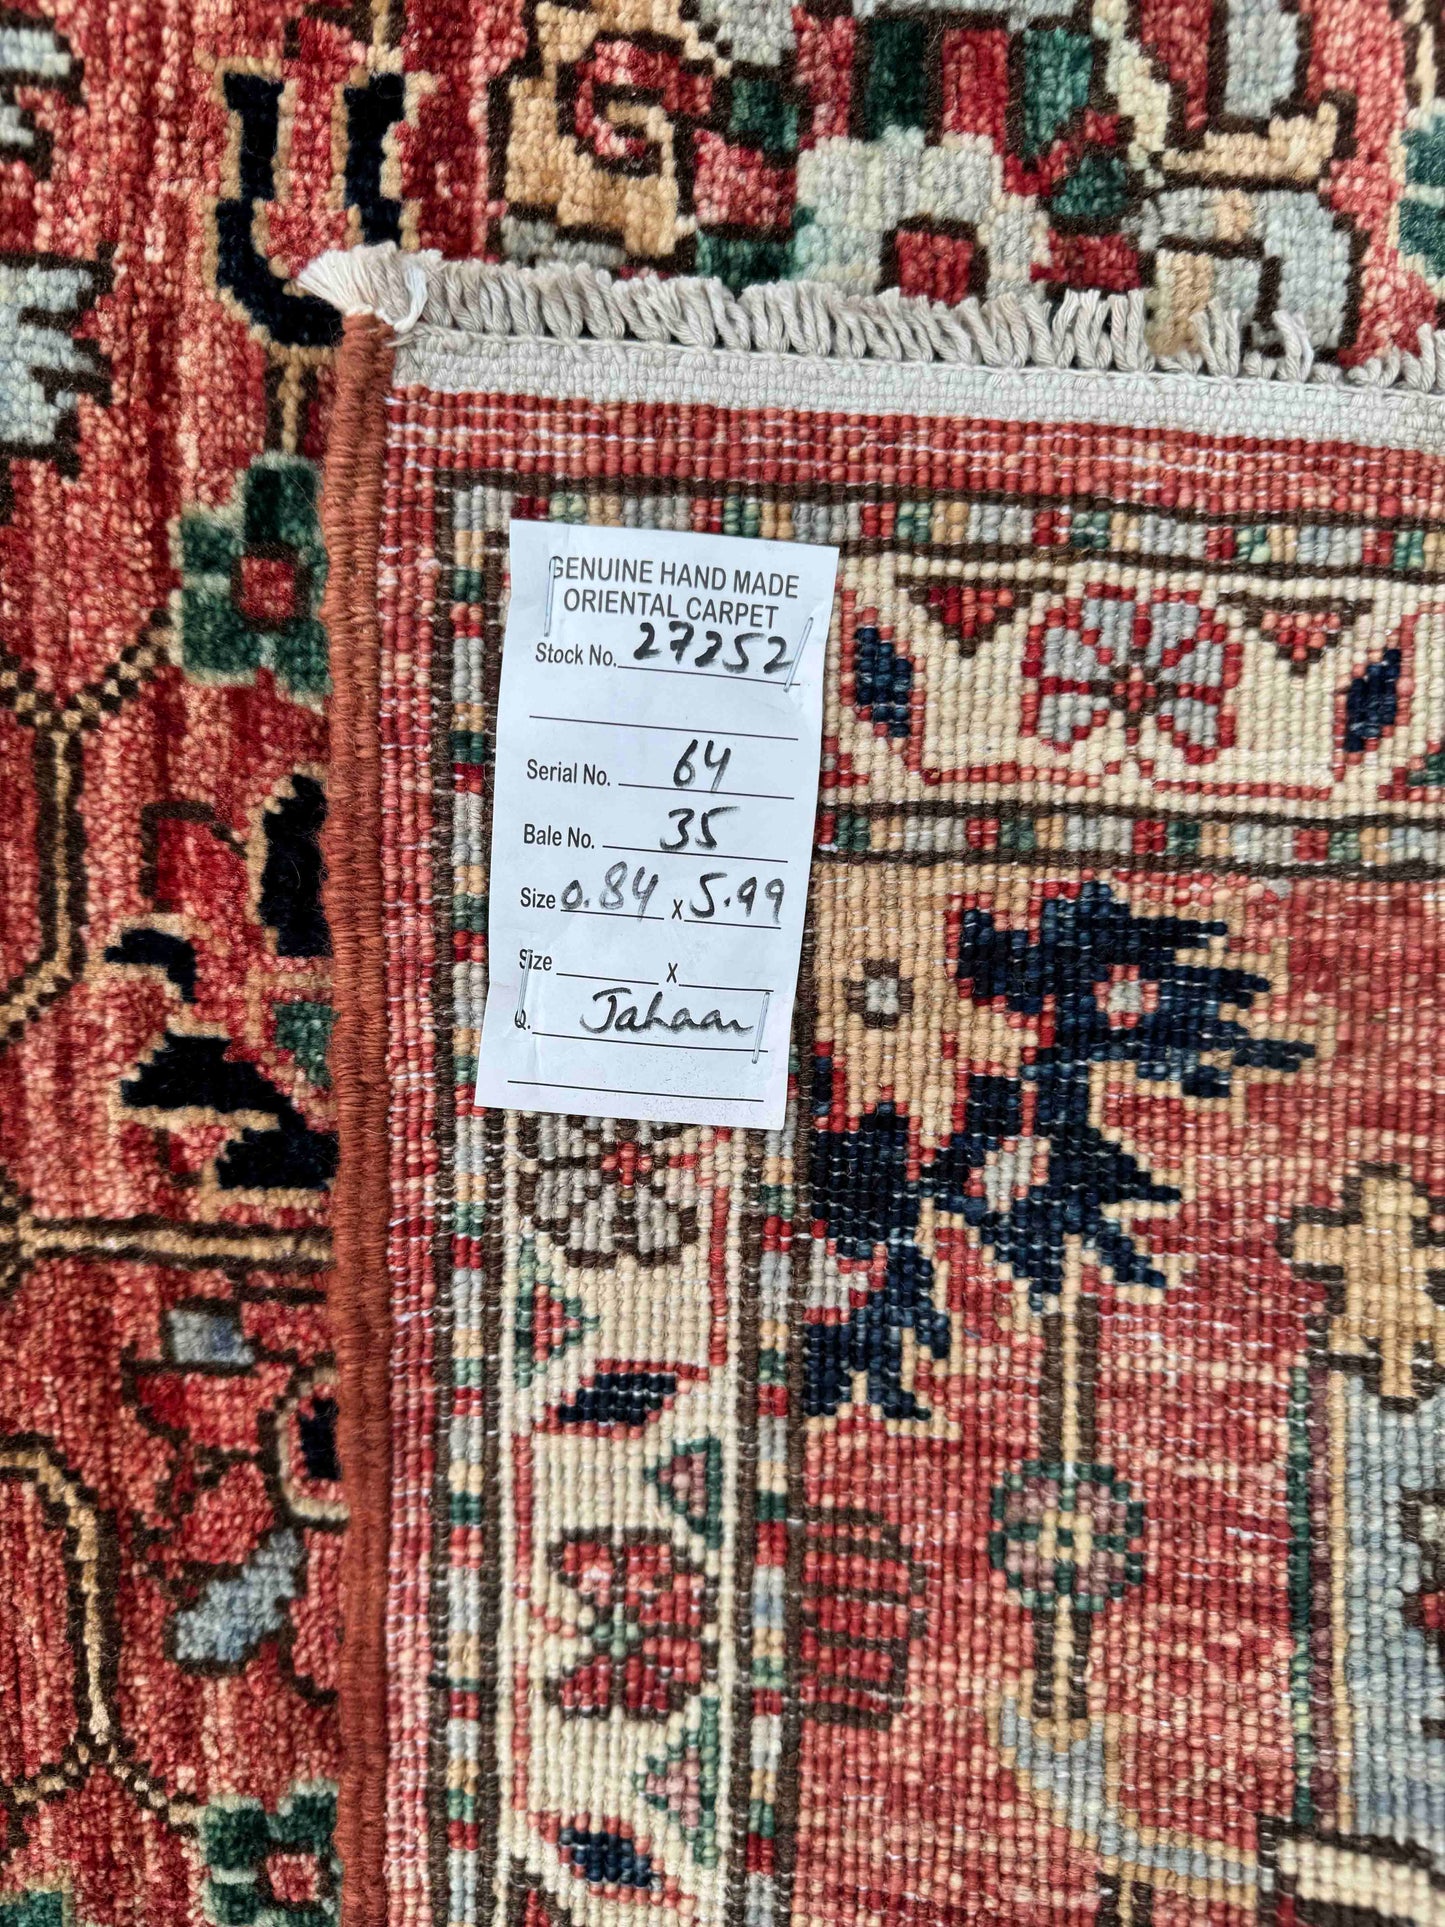 GENUINE HAND MADE
ORIENTAL CARPET
Stock No. 27252
Serial No. 64
Bale No. 35
Size 0.84 x 5.99
Size x
Q. Jahaan